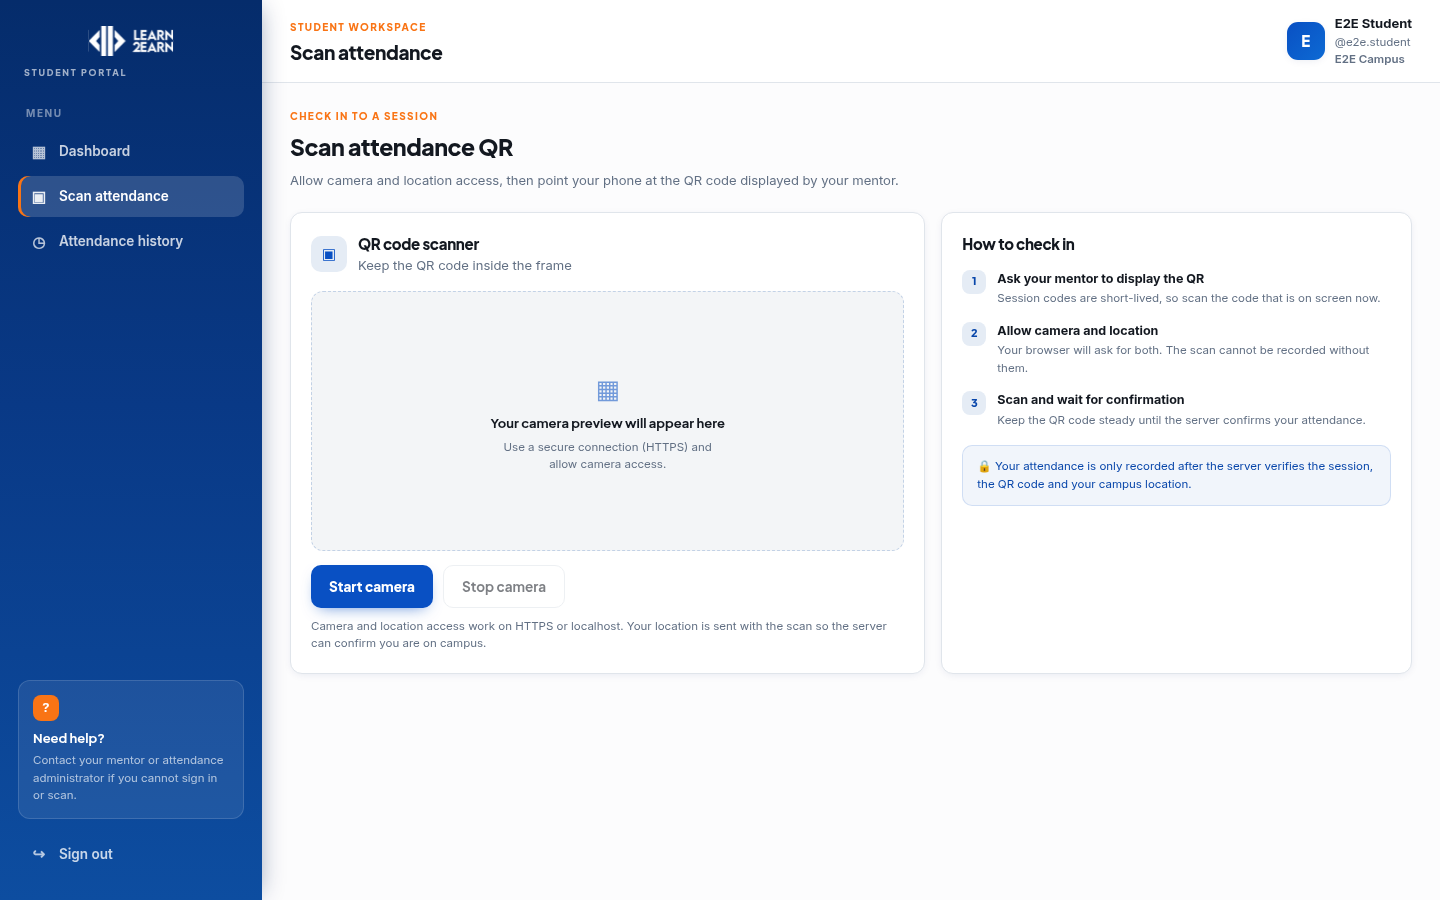 LEARN
2EARN
STUDENT PORTAL
MENU
Dashboard
Scan attendance
Attendance history
?
Need help?
Contact your mentor or attendance
administrator if you cannot sign in
or scan.
Sign out
STUDENT WORKSPACE
Scan attendance
E
E2E Student
@e2e.student
E2E Campus
CHECK IN TO A SESSION
Scan attendance QR
Allow camera and location access, then point your phone at the QR code displayed by your mentor.
QR code scanner
Keep the QR code inside the frame
Your camera preview will appear here
Use a secure connection (HTTPS) and
allow camera access.
Start camera
Stop camera
Camera and location access work on HTTPS or localhost. Your location is sent with the scan so the server
can confirm you are on campus.
How to check in
1
Ask your mentor to display the QR
Session codes are short-lived, so scan the code that is on screen now.
2
Allow camera and location
Your browser will ask for both. The scan cannot be recorded without
them.
3
Scan and wait for confirmation
Keep the QR code steady until the server confirms your attendance.
🔒 Your attendance is only recorded after the server verifies the session,
the QR code and your campus location.